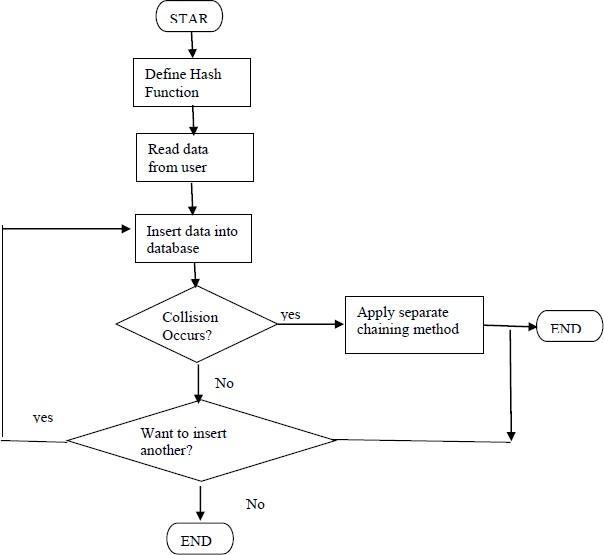 STAR
Define Hash
Function
Read data
from user
Insert data into
database
Collision
Occurs?
yes
Apply separate
chaining method
END
No
yes
Want to insert
another?
No
END